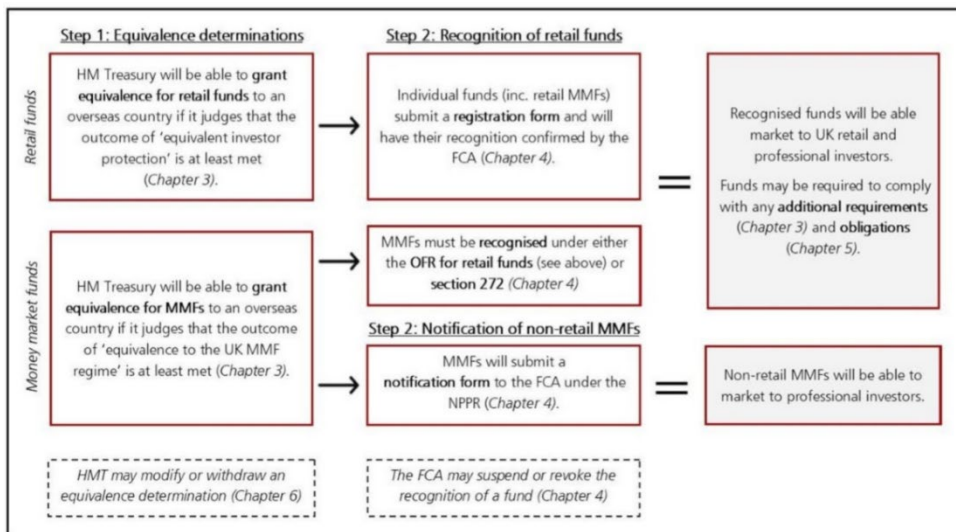 Step 1: Equivalence determinations
Step 2: Recognition of retail funds
Retail funds
HM Treasury will be able to grant
equivalence for retail funds to an
overseas country if it judges that the
outcome of 'equivalent investor
protection' is at least met
(Chapter 3).
Individual funds (inc. retail MMFs)
submit a registration form and will
have their recognition confirmed by
the FCA (Chapter 4).
=
Recognised funds will be able
market to UK retail and
professional investors.
Funds may be required to comply
with any additional requirements
(Chapter 3) and obligations
(Chapter 5).
Money market funds
HM Treasury will be able to grant
equivalence for MMFs to an overseas
country if it judges that the outcome
of 'equivalence to the UK MMF
regime' is at least met (Chapter 3).
MMFs must be recognised under either
the OFR for retail funds (see above) or
section 272 (Chapter 4)
Step 2: Notification of non-retail MMFs
MMFs will submit a
notification form to the FCA under the
NPPR (Chapter 4).
=
Non-retail MMFs will be able to
market to professional investors.
HMT may modify or withdraw an
equivalence determination (Chapter 6)
The FCA may suspend or revoke the
recognition of a fund (Chapter 4)